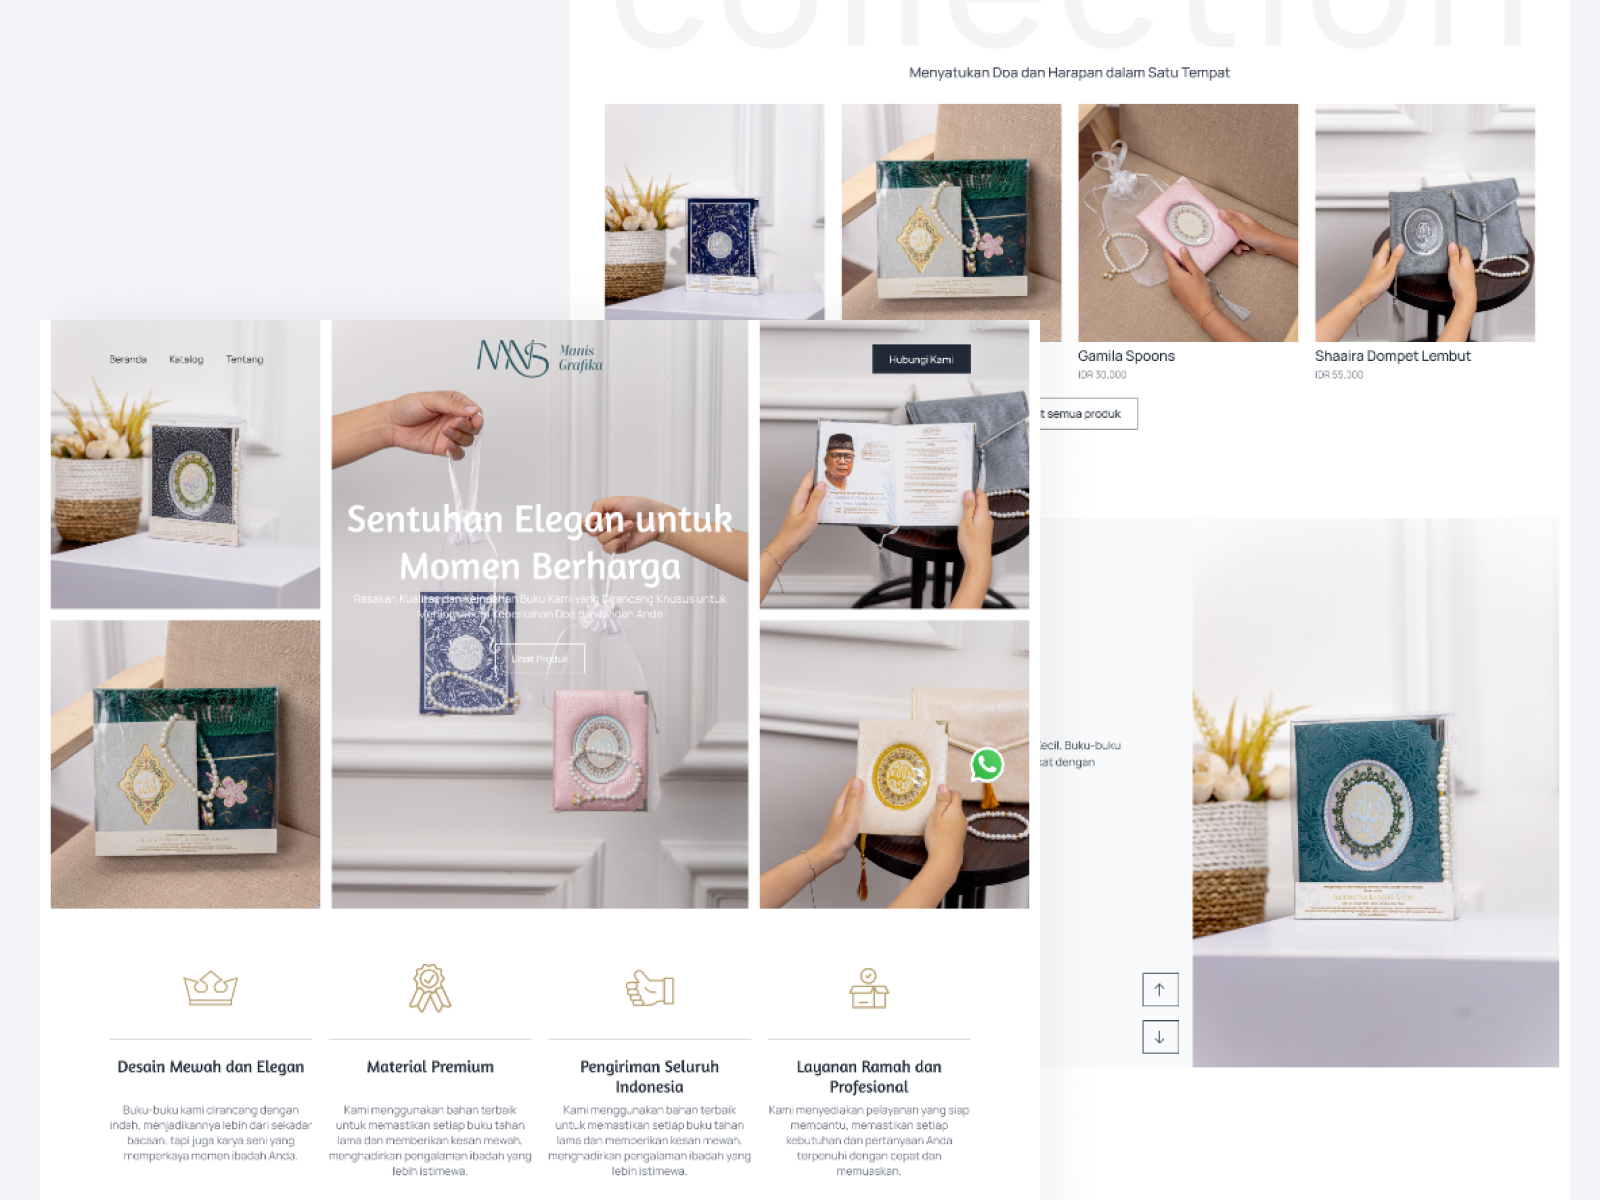 collection
Menyatukan Doa dan Harapan dalam Satu Tempat
Gamila Spoons
IDR 30.000
Shaaira Dompet Lembut
IDR 55.000
t semua produk
Beranda
Katalog
Tentang
MNS
Manis
Grafika
Hubungi Kami
Sentuhan Elegan untuk
Momen Berharga
Rasakan Kualitas dan Keindahan Buku Kami yang Dirancang Khusus untuk
Keberkahan Doa dan Ibadah Anda
Lihat Produk
Kecil. Buku-buku
kat dengan
Desain Mewah dan Elegan
Buku-buku kami dirancang dengan
indah, menjadikannya lebih dari sekadar
bacaan, tapi juga karya seni yang
memperkaya momen ibadah Anda.
Material Premium
Kami menggunakan bahan terbaik
untuk memastikan setiap buku tahan
lama dan memberikan kesan mewah,
menghadirkan pengalaman ibadah yang
lebih istimewa.
Pengiriman Seluruh
Indonesia
Kami menggunakan bahan terbaik
untuk memastikan setiap buku tahan
lama dan memberikan kesan mewah,
menghadirkan pengalaman ibadah yang
lebih istimewa.
Layanan Ramah dan
Profesional
Kami menyediakan pelayanan yang siap
membantu, memastikan setiap
kebutuhan dan pertanyaan Anda
terpenuhi dengan cepat dan
memuaskan.